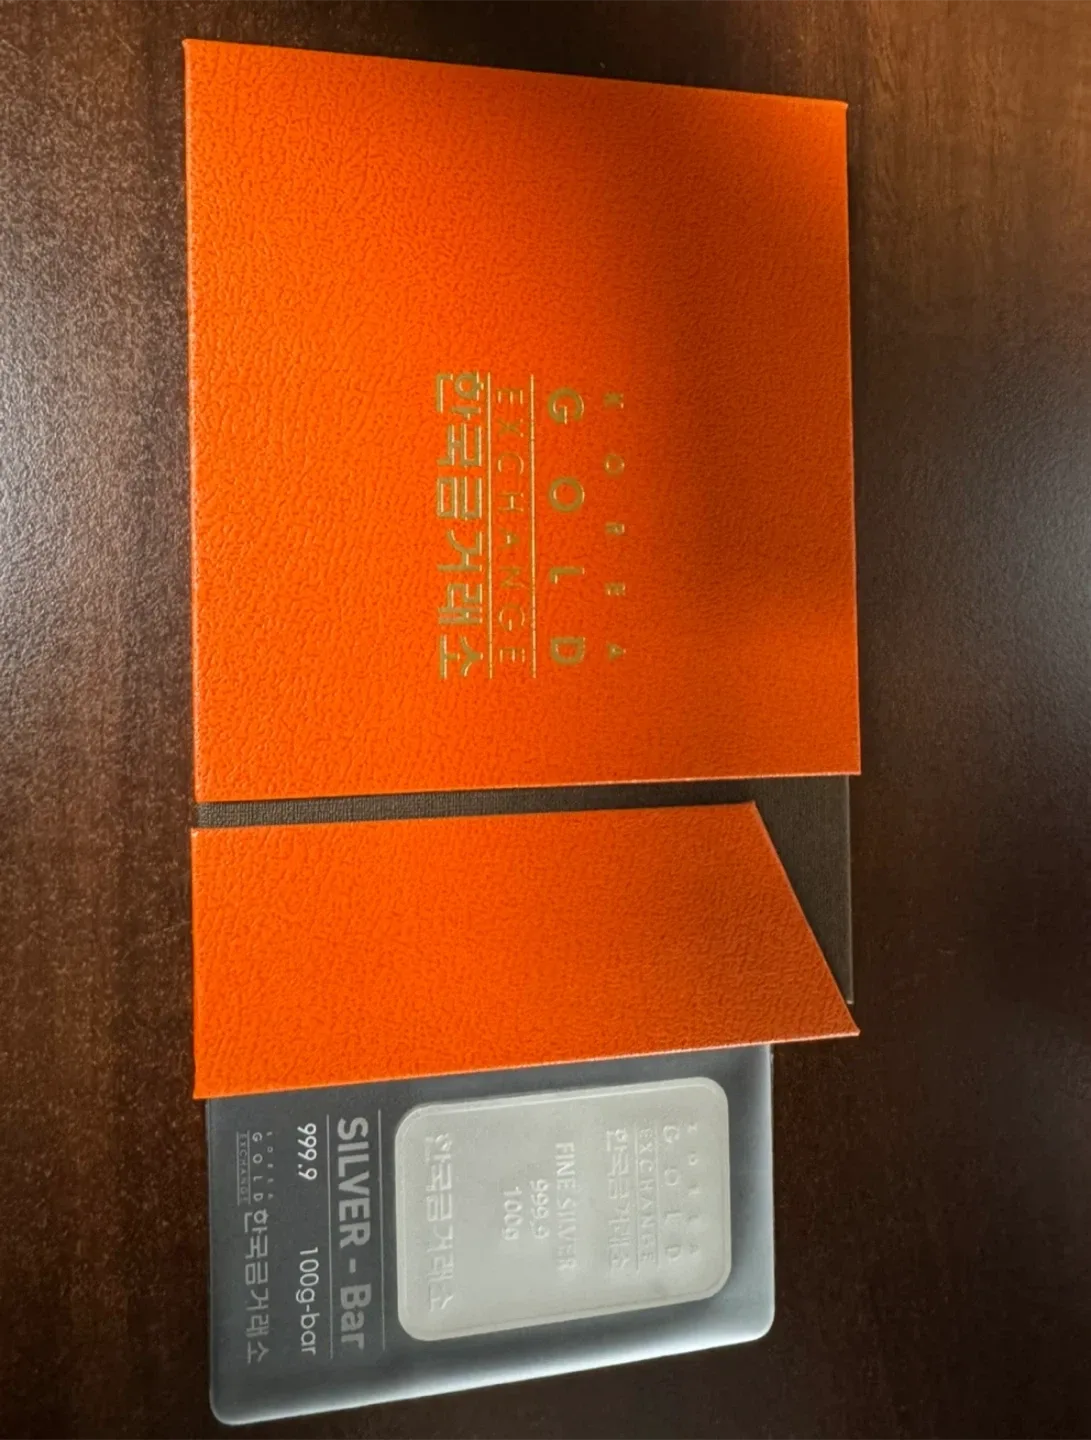 KOREA
GOLD
EXCHANGE
한국금거래소
KOREA
GOLD
EXCHANGE
한국금거래소
FINE SILVER
999.9
100g
한국금거래소
SILVER - Bar
999.9 100g-bar
KOREA
GOLD
EXCHANGE
한국금거래소